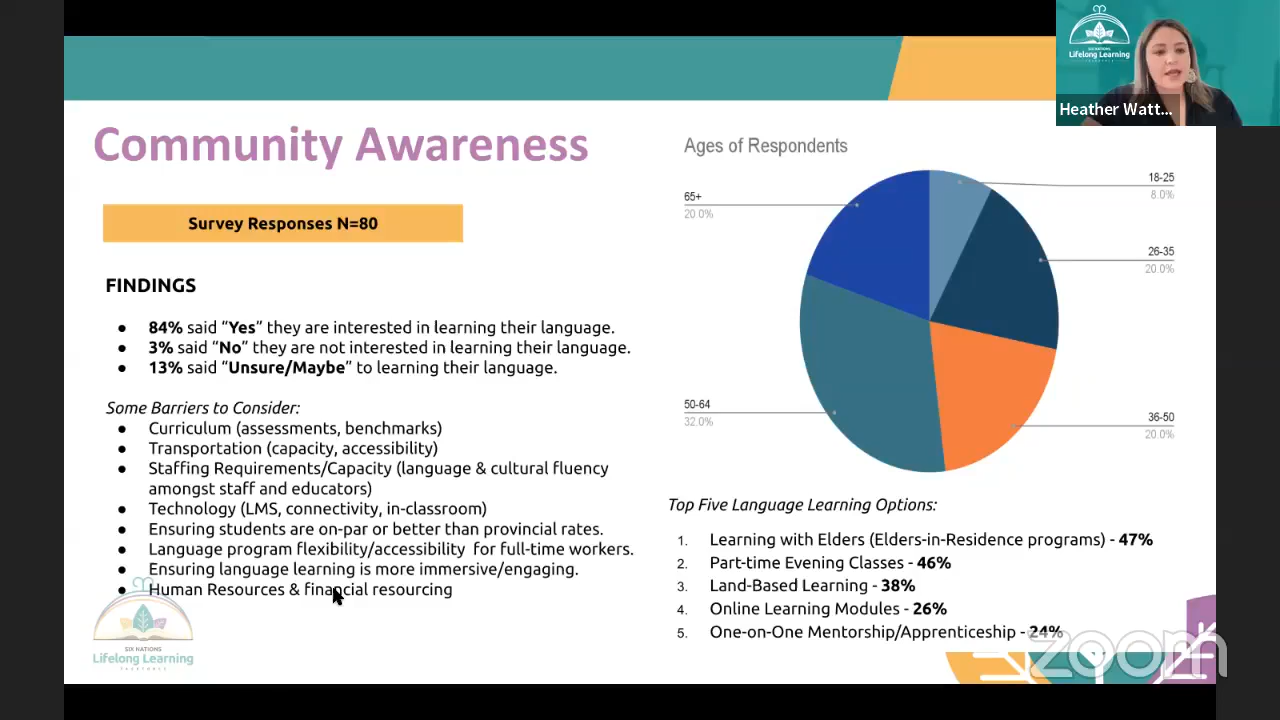 SIX NATIONS
Lifelong Learning
Heather Watt...
Community Awareness
Survey Responses N=80
FINDINGS
● 84% said “Yes” they are interested in learning their language.
● 3% said “No” they are not interested in learning their language.
● 13% said “Unsure/Maybe” to learning their language.
Some Barriers to Consider:
● Curriculum (assessments, benchmarks)
● Transportation (capacity, accessibility)
● Staffing Requirements/Capacity (language & cultural fluency
amongst staff and educators)
● Technology (LMS, connectivity, in-classroom)
● Ensuring students are on-par or better than provincial rates.
● Language program flexibility/accessibility for full-time workers.
● Ensuring language learning is more immersive/engaging.
● Human Resources & financial resourcing
SIX NATIONS
Lifelong Learning
TASKFORCE
Ages of Respondents
18-25
8.0%
65+
20.0%
26-35
20.0%
50-64
32.0%
36-50
20.0%
Top Five Language Learning Options:
1. Learning with Elders (Elders-in-Residence programs) - 47%
2. Part-time Evening Classes - 46%
3. Land-Based Learning - 38%
4. Online Learning Modules - 26%
5. One-on-One Mentorship/Apprenticeship - 24%
zoom